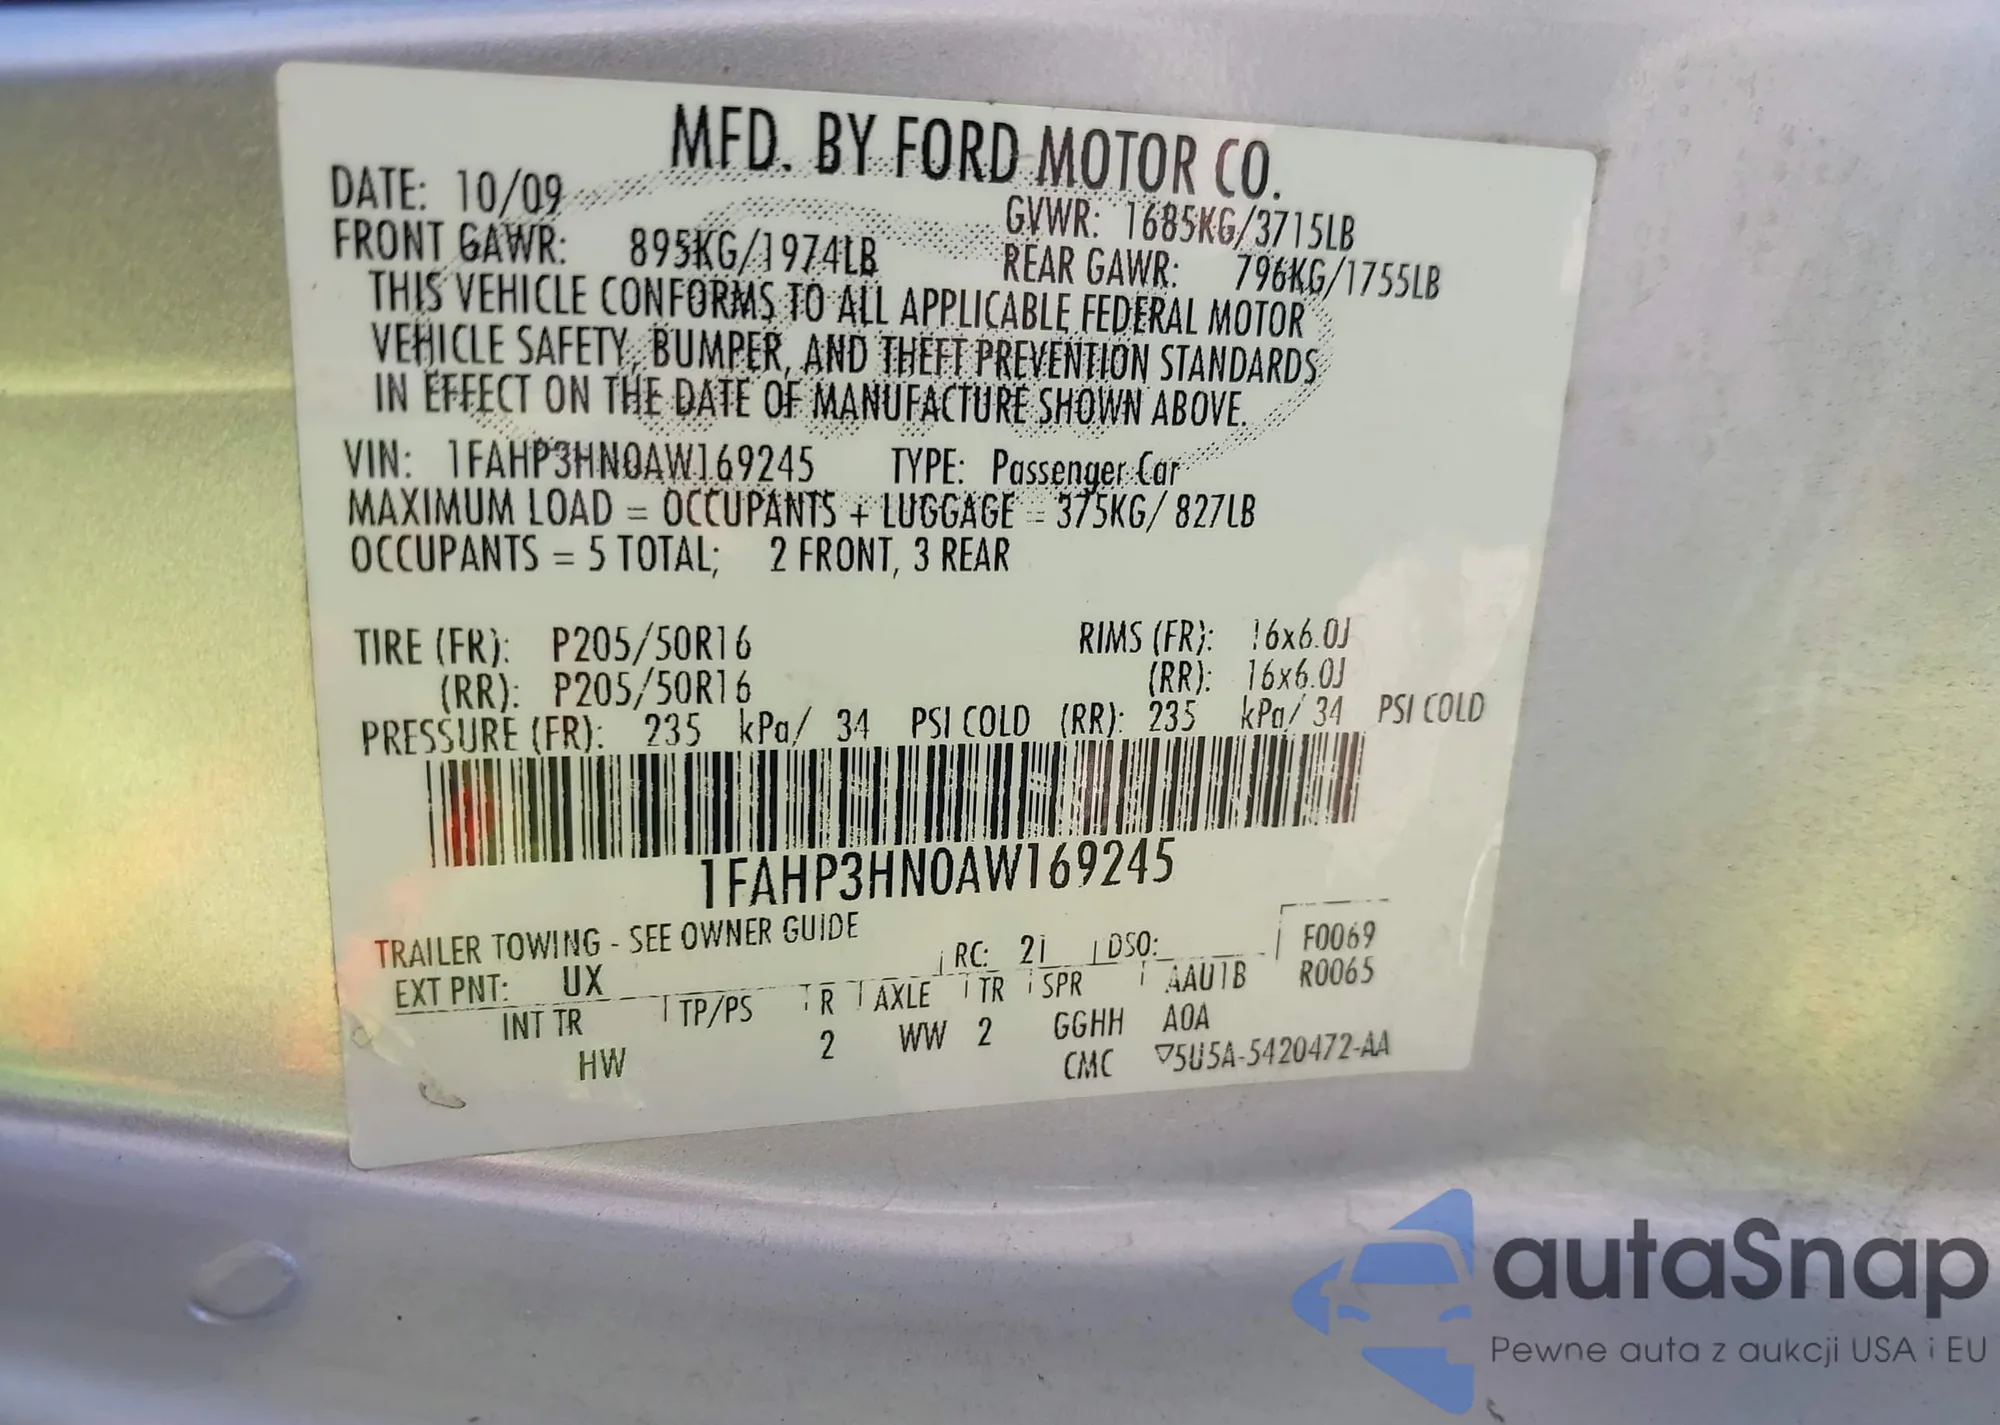 MFD. BY FORD MOTOR CO.
DATE: 10/09
GVWR: 1685KG/3715LB
FRONT GAWR: 895KG/1974LB
REAR GAWR: 796KG/1755LB
THIS VEHICLE CONFORMS TO ALL APPLICABLE FEDERAL MOTOR
VEHICLE SAFETY, BUMPER, AND THEFT PREVENTION STANDARDS
IN EFFECT ON THE DATE OF MANUFACTURE SHOWN ABOVE.
VIN: 1FAHP3HN0AW169245 TYPE: Passenger Car
MAXIMUM LOAD = OCCUPANTS + LUGGAGE = 375KG/ 827LB
OCCUPANTS = 5 TOTAL; 2 FRONT, 3 REAR
TIRE (FR): P205/50R16 RIMS (FR): 16x6.0J
(RR): P205/50R16 (RR): 16x6.0J
PRESSURE (FR): 235 kPa/ 34 PSI COLD (RR): 235 kPa/ 34 PSI COLD
1FAHP3HN0AW169245
TRAILER TOWING - SEE OWNER GUIDE
EXT PNT: UX RC: 21 DSO: F0069
R0065
INT TR TP/PS R AXLE TR SPR AAU1B
HW 2 WW 2 GGHH A0A
CMC ▽5U5A-5420472-AA
autaSnap
Pewne auta z aukcji USA i EU